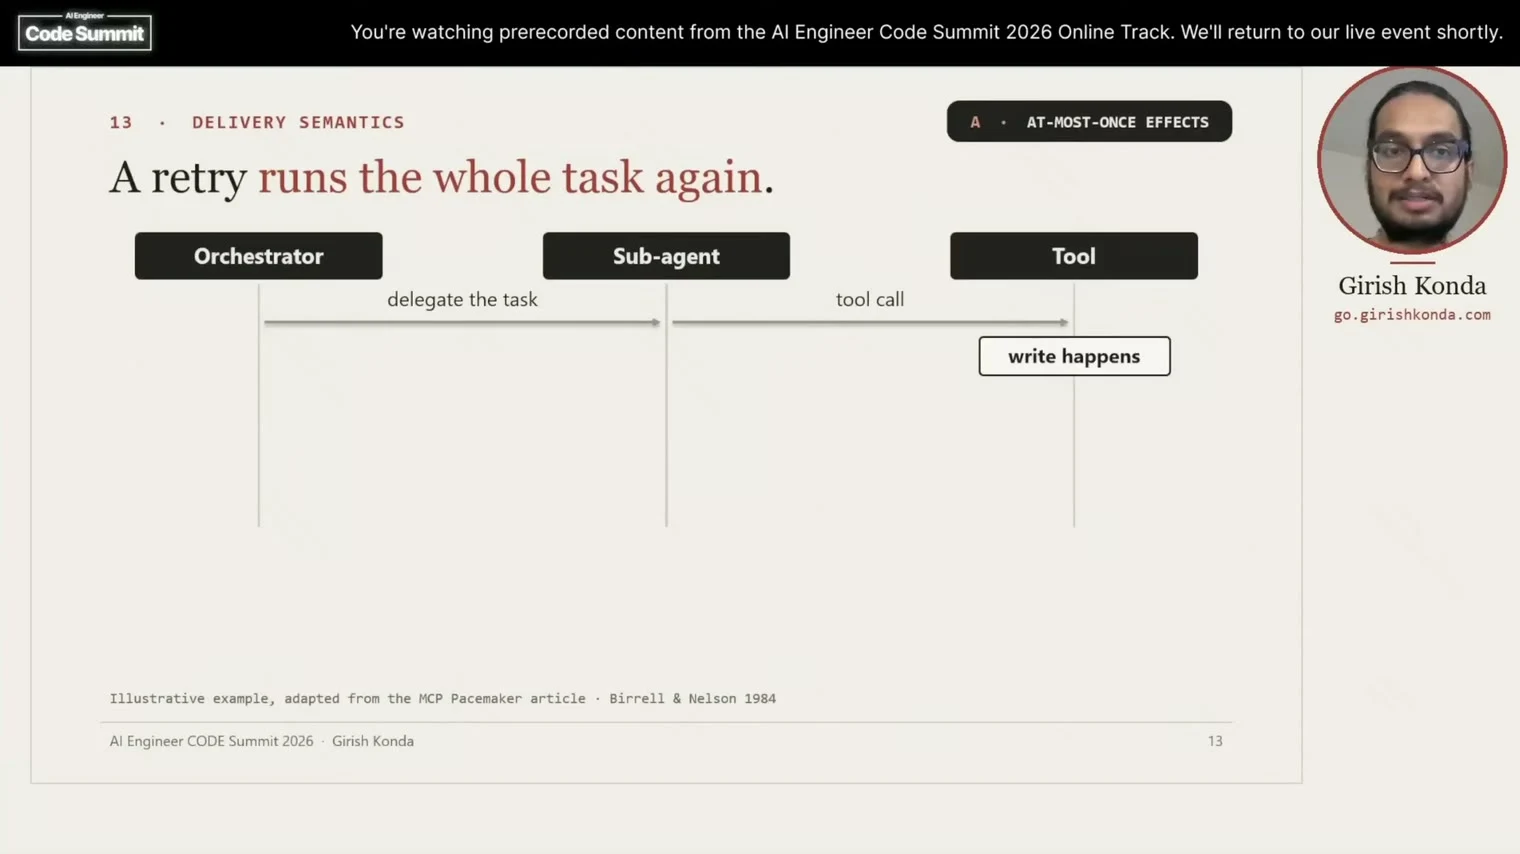 AI Engineer
Code Summit
You're watching prerecorded content from the AI Engineer Code Summit 2026 Online Track. We'll return to our live event shortly.
13 · DELIVERY SEMANTICS
A · AT-MOST-ONCE EFFECTS
A retry runs the whole task again.
Orchestrator
Sub-agent
Tool
delegate the task
tool call
write happens
Girish Konda
go.girishkonda.com
Illustrative example, adapted from the MCP Pacemaker article · Birrell & Nelson 1984
AI Engineer CODE Summit 2026 · Girish Konda
13